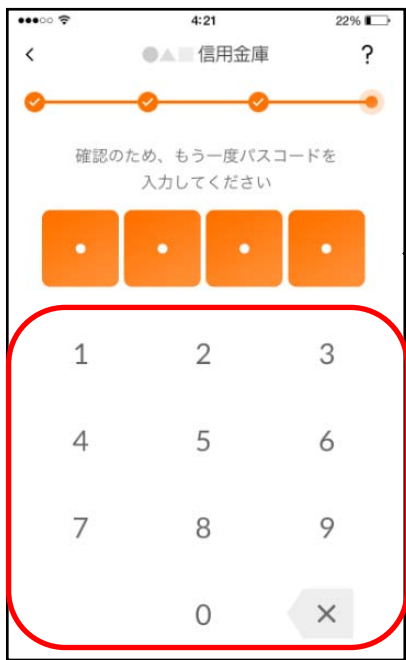 4:21 22%
●▲■ 信用金庫 ?
確認のため、もう一度パスコードを
入力してください
1 2 3
4 5 6
7 8 9
0 ×